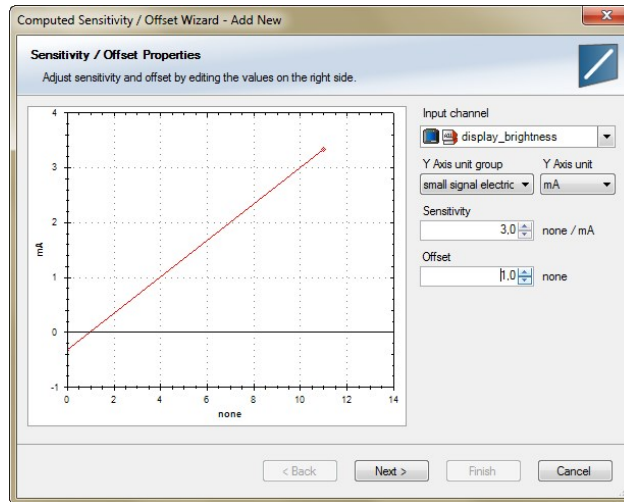 Computed Sensitivity / Offset Wizard - Add New
Sensitivity / Offset Properties
Adjust sensitivity and offset by editing the values on the right side.
4
3
2
1
0
-1
mA
0 2 4 6 8 10 12 14
none
Input channel
display_brightness
Y Axis unit group Y Axis unit
small signal electric mA
Sensitivity
3,0 none / mA
Offset
1,0 none
< Back Next > Finish Cancel